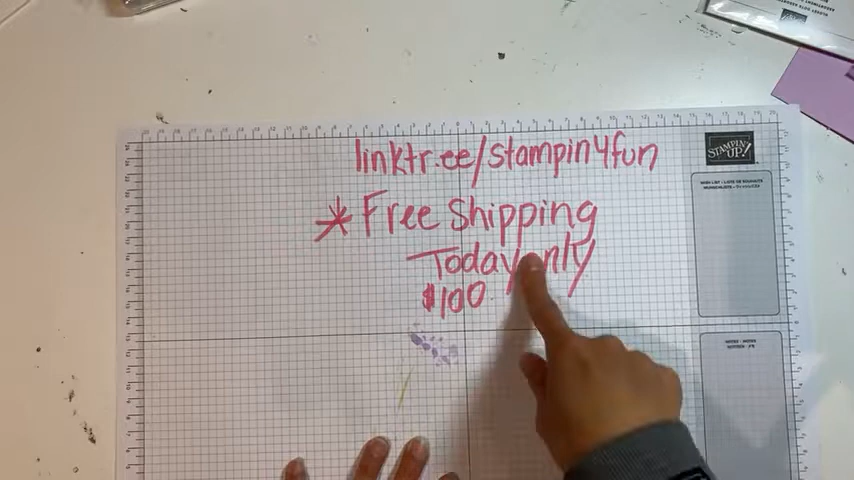 linktr.ee/stampin4fun
STAMPIN' UP!
* Free Shipping
Today only
$100